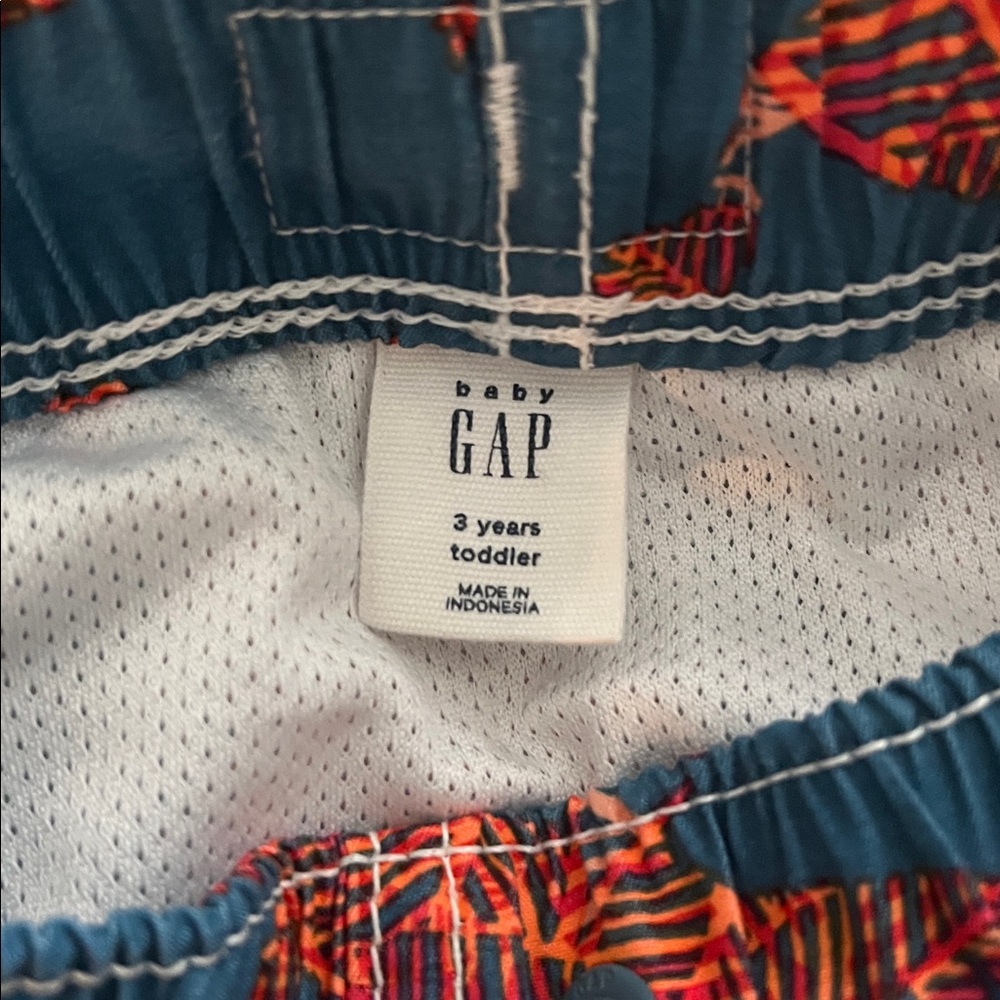 baby
GAP
3 years
toddler
MADE IN
INDONESIA